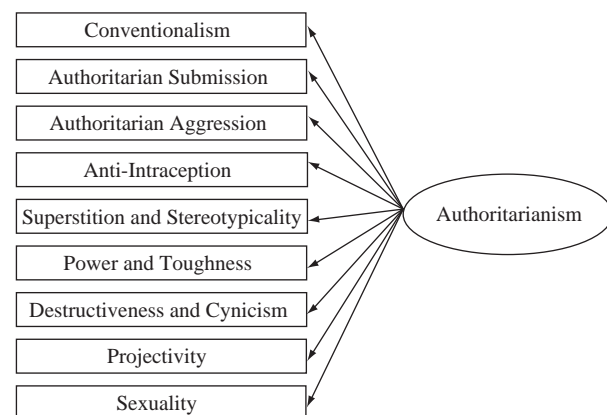 Conventionalism
Authoritarian Submission
Authoritarian Aggression
Anti-Intraception
Superstition and Stereotypicality
Power and Toughness
Destructiveness and Cynicism
Projectivity
Sexuality
Authoritarianism